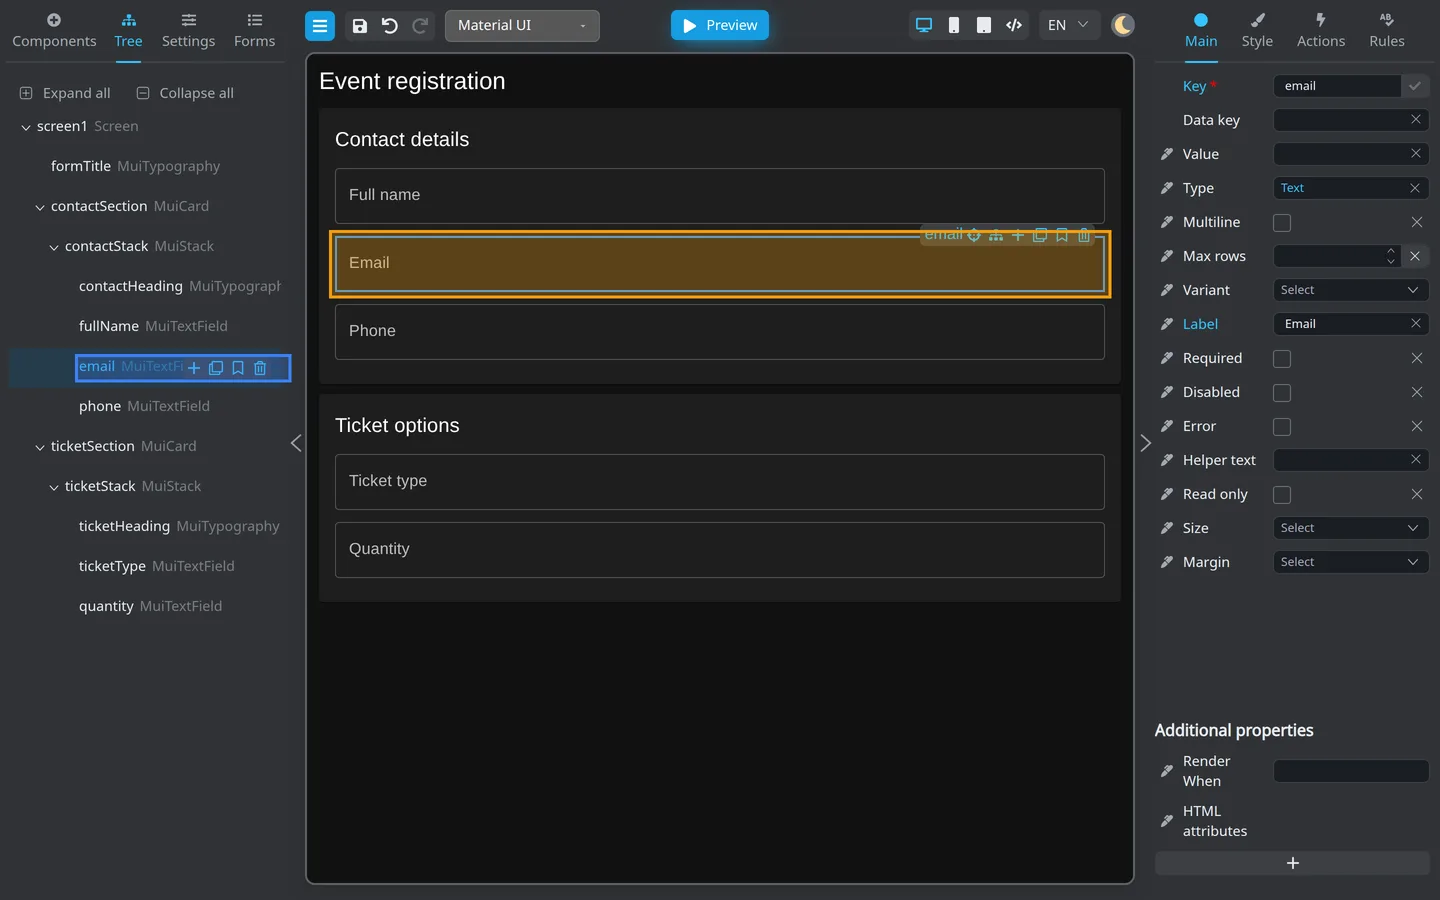 Components Tree Settings Forms
Material UI
Preview
EN
Main Style Actions Rules
Expand all Collapse all
screen1 Screen
formTitle MuiTypography
contactSection MuiCard
contactStack MuiStack
contactHeading MuiTypograph
fullName MuiTextField
email MuiTextFi
phone MuiTextField
ticketSection MuiCard
ticketStack MuiStack
ticketHeading MuiTypography
ticketType MuiTextField
quantity MuiTextField
Event registration
Contact details
Full name
email
Email
Phone
Ticket options
Ticket type
Quantity
Key * email
Data key
Value
Type Text
Multiline
Max rows
Variant Select
Label Email
Required
Disabled
Error
Helper text
Read only
Size Select
Margin Select
Additional properties
Render
When
HTML
attributes